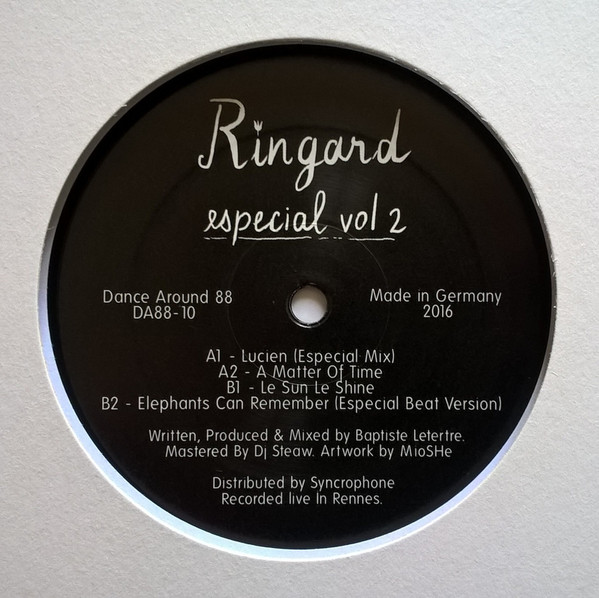 Ringard
especial vol 2
Dance Around 88
DA88-10
Made in Germany
2016
A1 - Lucien (Especial Mix)
A2 - A Matter Of Time
B1 - Le Sun Le Shine
B2 - Elephants Can Remember (Especial Beat Version)
Written, Produced & Mixed by Baptiste Letertre.
Mastered By Dj Steaw. Artwork by MioSHe
Distributed by Syncrophone
Recorded live In Rennes.